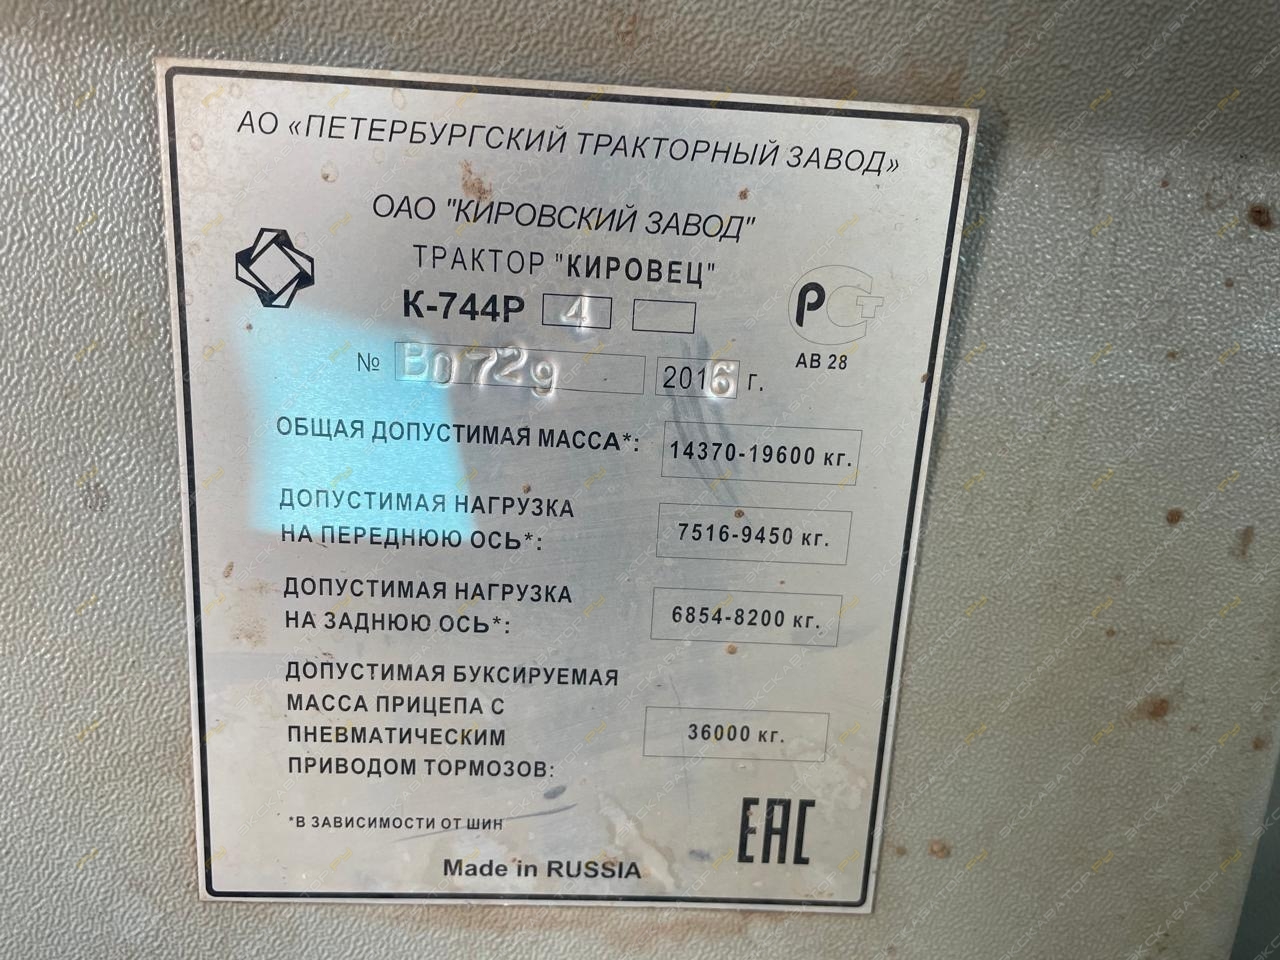 АО «ПЕТЕРБУРГСКИЙ ТРАКТОРНЫЙ ЗАВОД»
ОАО "КИРОВСКИЙ ЗАВОД"
ТРАКТОР "КИРОВЕЦ"
К-744Р 4
№ В0729 2016 г.
РСТ
АВ 28
ОБЩАЯ ДОПУСТИМАЯ МАССА*: 14370-19600 кг.
ДОПУСТИМАЯ НАГРУЗКА
НА ПЕРЕДНЮЮ ОСЬ*: 7516-9450 кг.
ДОПУСТИМАЯ НАГРУЗКА
НА ЗАДНЮЮ ОСЬ*: 6854-8200 кг.
ДОПУСТИМАЯ БУКСИРУЕМАЯ
МАССА ПРИЦЕПА С
ПНЕВМАТИЧЕСКИМ
ПРИВОДОМ ТОРМОЗОВ: 36000 кг.
*В ЗАВИСИМОСТИ ОТ ШИН
EAC
Made in RUSSIA